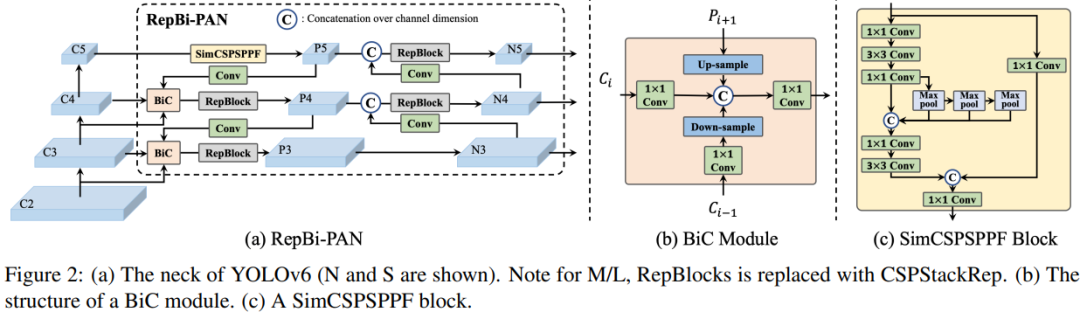 RepBi-PAN
C : Concatenation over channel dimension
C5
SimCSPSPPF
P5
C
RepBlock
N5
Conv
Conv
C4
BiC
RepBlock
P4
C
RepBlock
N4
Conv
Conv
C3
BiC
RepBlock
P3
N3
C2
(a) RepBi-PAN
P_{i+1}
Up-sample
C_i
1×1
Conv
C
1×1
Conv
Down-sample
1×1
Conv
C_{i−1}
(b) BiC Module
1×1 Conv
3×3 Conv
1×1 Conv
1×1 Conv
Max
pool
Max
pool
Max
pool
C
1×1 Conv
3×3 Conv
C
1×1 Conv
(c) SimCSPSPPF Block
Figure 2: (a) The neck of YOLOv6 (N and S are shown). Note for M/L, RepBlocks is replaced with CSPStackRep. (b) The
structure of a BiC module. (c) A SimCSPSPPF block.